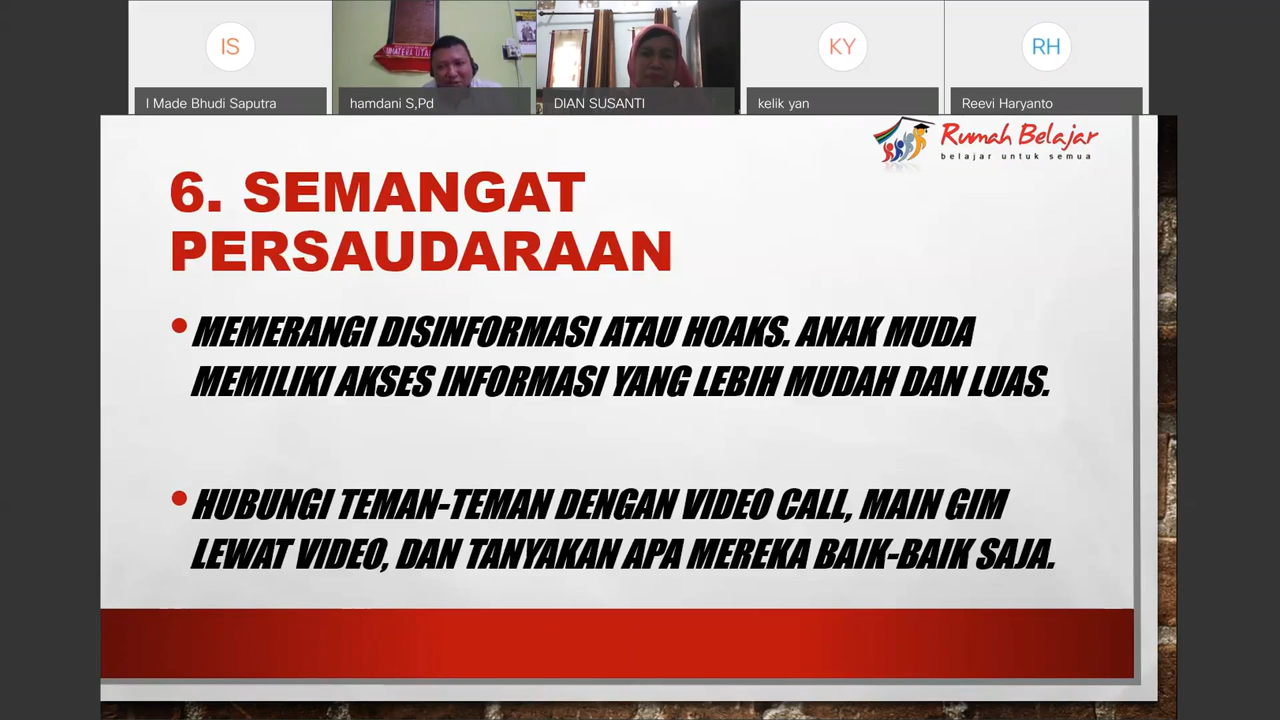 IS
KY
RH
I Made Bhudi Saputra
hamdani S,Pd
DIAN SUSANTI
kelik yan
Reevi Haryanto
Rumah Belajar
belajar untuk semua
6. SEMANGAT
PERSAUDARAAN
• MEMERANGI DISINFORMASI ATAU HOAKS. ANAK MUDA
MEMILIKI AKSES INFORMASI YANG LEBIH MUDAH DAN LUAS.
• HUBUNGI TEMAN-TEMAN DENGAN VIDEO CALL, MAIN GIM
LEWAT VIDEO, DAN TANYAKAN APA MEREKA BAIK-BAIK SAJA.